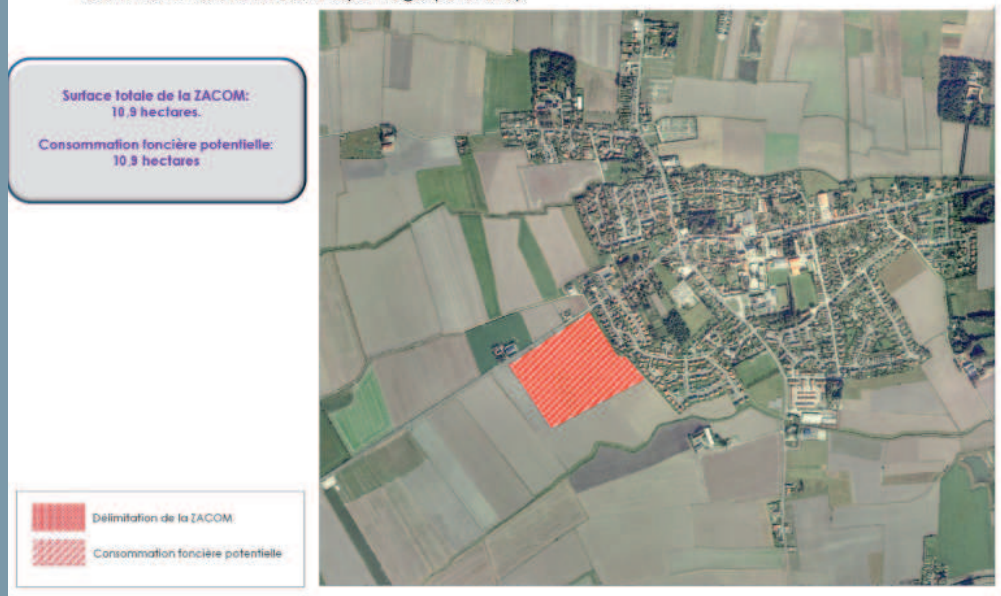 Surface totale de la ZACOM:
10,9 hectares.
Consommation foncière potentielle:
10,9 hectares
Délimitation de la ZACOM
Consommation foncière potentielle